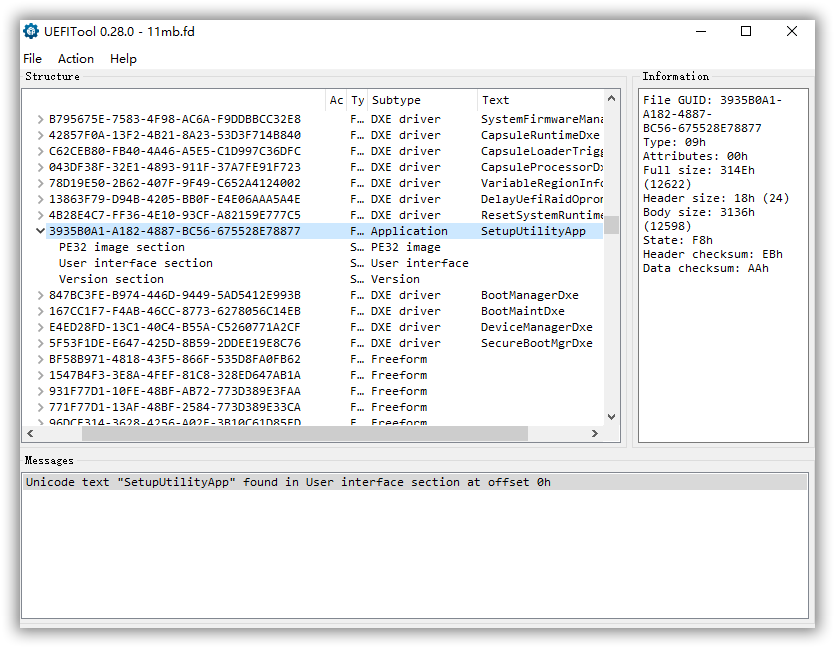 UEFITool 0.28.0 - 11mb.fd
File Action Help
Structure
Ac Ty Subtype Text
B795675E-7583-4F98-AC6A-F9DDBBCC32E8 F… DXE driver SystemFirmwareMana
42857F0A-13F2-4B21-8A23-53D3F714B840 F… DXE driver CapsuleRuntimeDxe
C62CEB80-FB40-4A46-A5E5-C1D997C36DFC F… DXE driver CapsuleLoaderTrigg
043DF38F-32E1-4893-911F-37A7FE91F723 F… DXE driver CapsuleProcessorDx
78D19E50-2B62-407F-9F49-C652A4124002 F… DXE driver VariableRegionInfo
13863F79-D94B-4205-BB0F-E4E06AAA5A4E F… DXE driver DelayUefiRaidOprom
4B28E4C7-FF36-4E10-93CF-A82159E777C5 F… DXE driver ResetSystemRuntime
3935B0A1-A182-4887-BC56-675528E78877 F… Application SetupUtilityApp
PE32 image section S… PE32 image
User interface section S… User interface
Version section S… Version
847BC3FE-B974-446D-9449-5AD5412E993B F… DXE driver BootManagerDxe
167CC1F7-F4AB-46CC-8773-6278056C14EB F… DXE driver BootMaintDxe
E4ED28FD-13C1-40C4-B55A-C5260771A2CF F… DXE driver DeviceManagerDxe
5F53F1DE-E647-425D-8B59-2DDEE19E8C76 F… DXE driver SecureBootMgrDxe
BF58B971-4818-43F5-866F-535D8FA0FB62 F… Freeform
1547B4F3-3E8A-4FEF-81C8-328ED647AB1A F… Freeform
931F77D1-10FE-48BF-AB72-773D389E3FAA F… Freeform
771F77D1-13AF-48BF-2584-773D389E33CA F… Freeform
96DCF314-3628-4256-A02F-3B10C61D85FD F… Freeform
Information
File GUID: 3935B0A1-
A182-4887-
BC56-675528E78877
Type: 09h
Attributes: 00h
Full size: 314Eh
(12622)
Header size: 18h (24)
Body size: 3136h
(12598)
State: F8h
Header checksum: EBh
Data checksum: AAh
Messages
Unicode text "SetupUtilityApp" found in User interface section at offset 0h